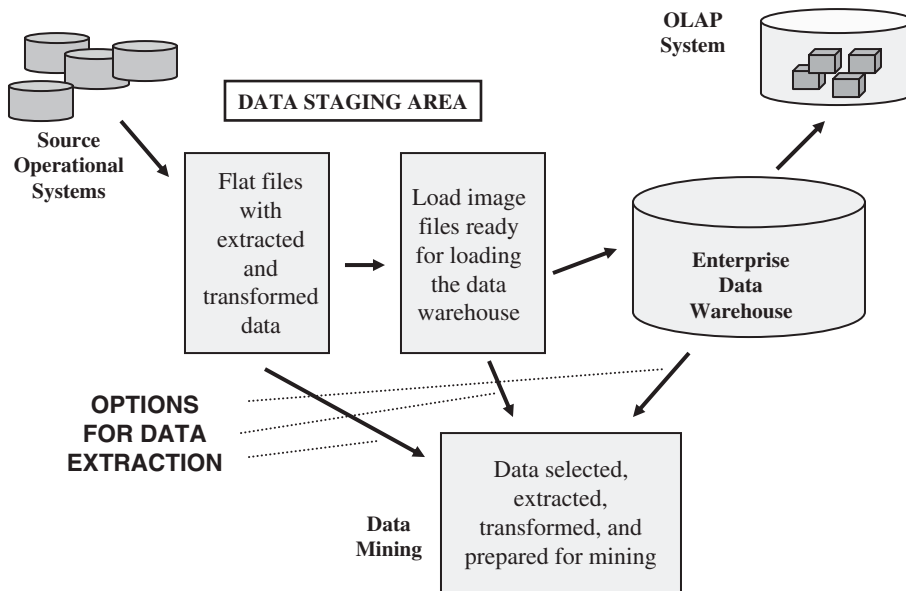 OLAP
System
DATA STAGING AREA
Source
Operational
Systems
Flat files
with
extracted
and
transformed
data
Load image
files ready
for loading
the data
warehouse
Enterprise
Data
Warehouse
OPTIONS
FOR DATA
EXTRACTION
Data
Mining
Data selected,
extracted,
transformed, and
prepared for mining